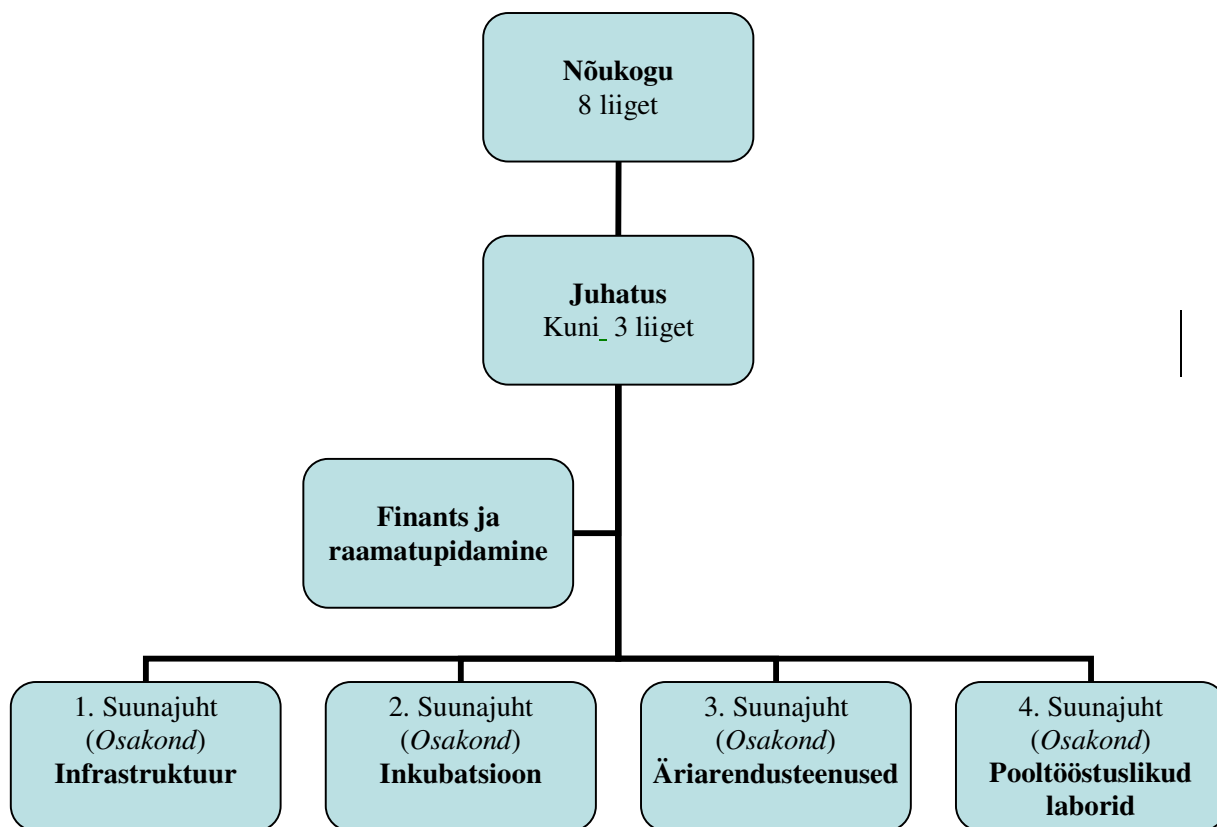 Nõukogu
8 liiget
Juhatus
Kuni_ 3 liiget
Finants ja
raamatupidamine
1. Suunajuht
(Osakond)
Infrastruktuur
2. Suunajuht
(Osakond)
Inkubatsioon
3. Suunajuht
(Osakond)
Äriarendusteenused
4. Suunajuht
(Osakond)
Pooltööstuslikud
laborid